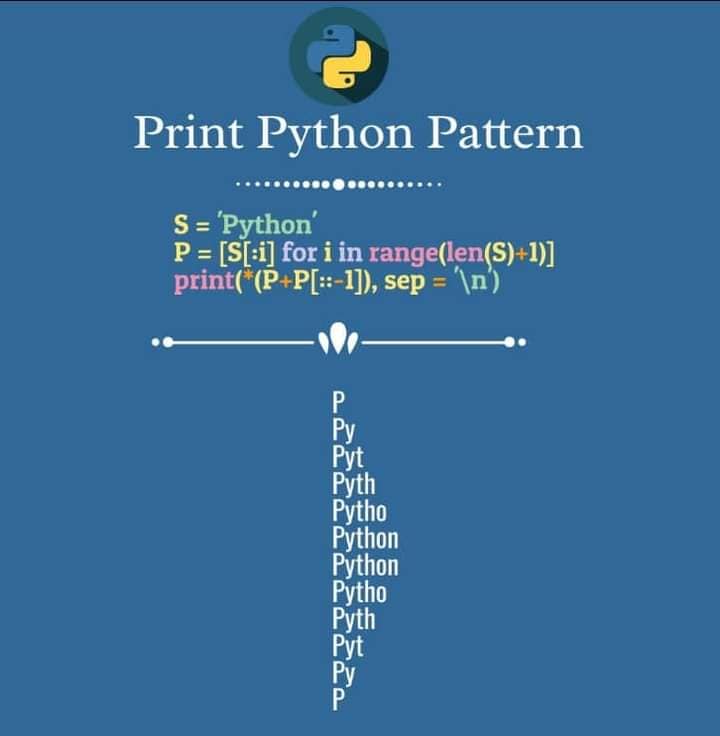 Print Python Pattern
S = 'Python'
P = [S[:i] for i in range(len(S)+1)]
print(*(P+P[::-1]), sep = '\n')
P
Py
Pyt
Pyth
Pytho
Python
Python
Pytho
Pyth
Pyt
Py
P